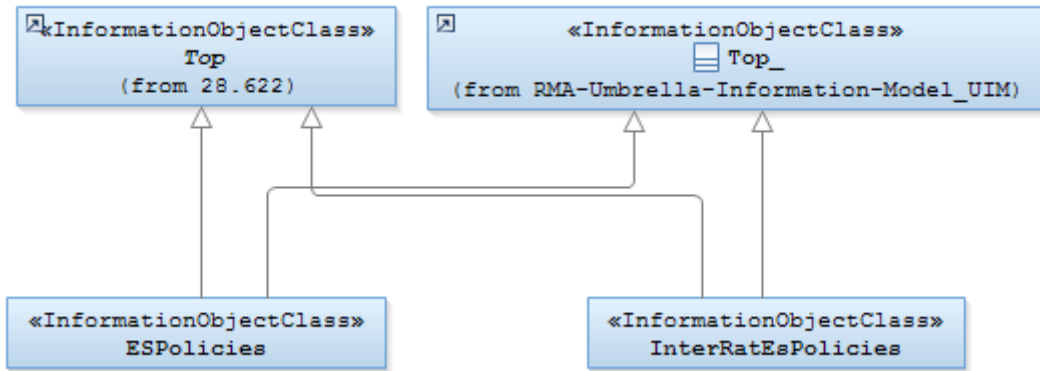 «InformationObjectClass»
Top
(from 28.622)
«InformationObjectClass»
Top_
(from RMA-Umbrella-Information-Model_UIM)
«InformationObjectClass»
ESPolicies
«InformationObjectClass»
InterRatEsPolicies